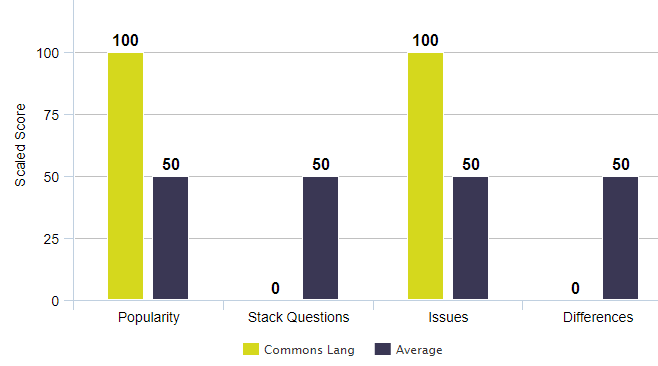 100
100
100
75
50
50
50
50
50
25
0
0
0
Scaled Score
Popularity
Stack Questions
Issues
Differences
Commons Lang
Average